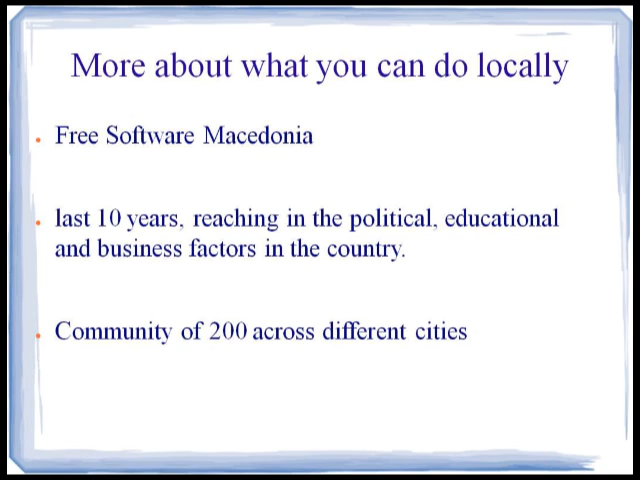 More about what you can do locally
Free Software Macedonia
last 10 years, reaching in the political, educational
and business factors in the country.
Community of 200 across different cities